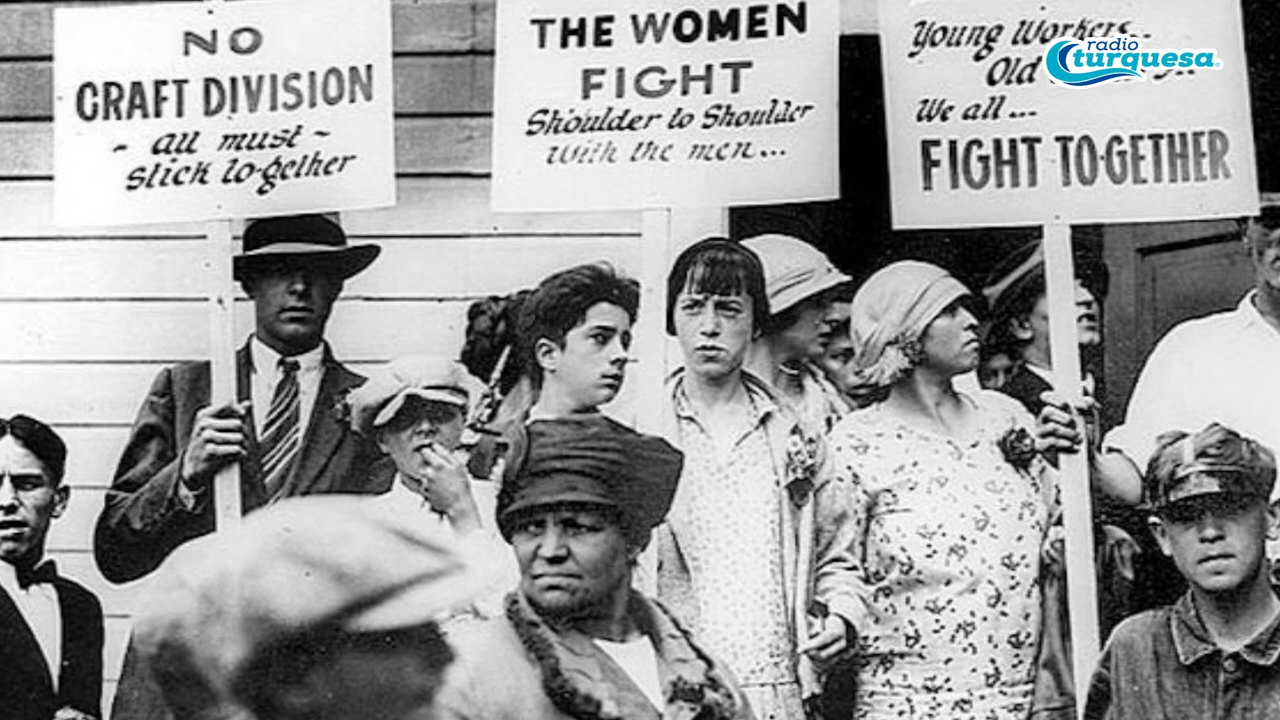 NO
CRAFT DIVISION
- all must -
stick to-gether
THE WOMEN
FIGHT
Shoulder to Shoulder
with the men...
Young Workers..
Old
We all...
FIGHT TO-GETHER
radio
turquesa